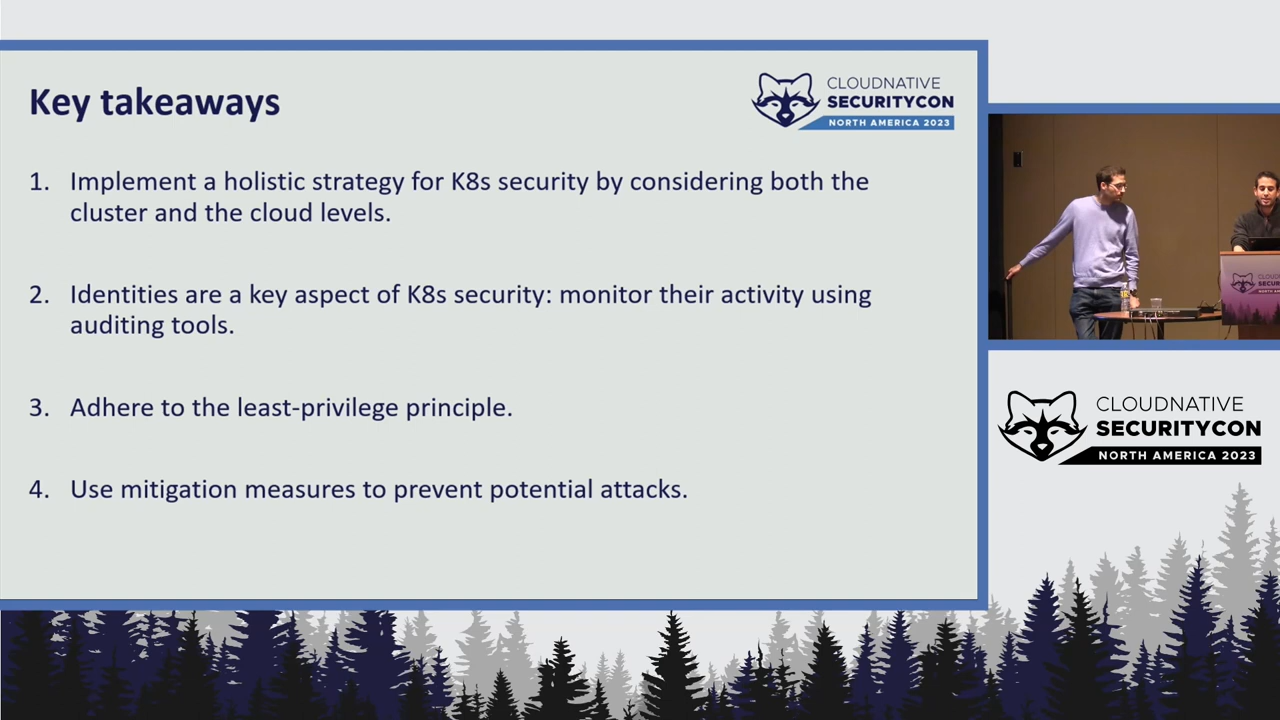 Key takeaways
CLOUDNATIVE
SECURITYCON
NORTH AMERICA 2023
1. Implement a holistic strategy for K8s security by considering both the
cluster and the cloud levels.
2. Identities are a key aspect of K8s security: monitor their activity using
auditing tools.
3. Adhere to the least-privilege principle.
4. Use mitigation measures to prevent potential attacks.
CLOUDNATIVE
SECURITYCON
NORTH AMERICA 2023